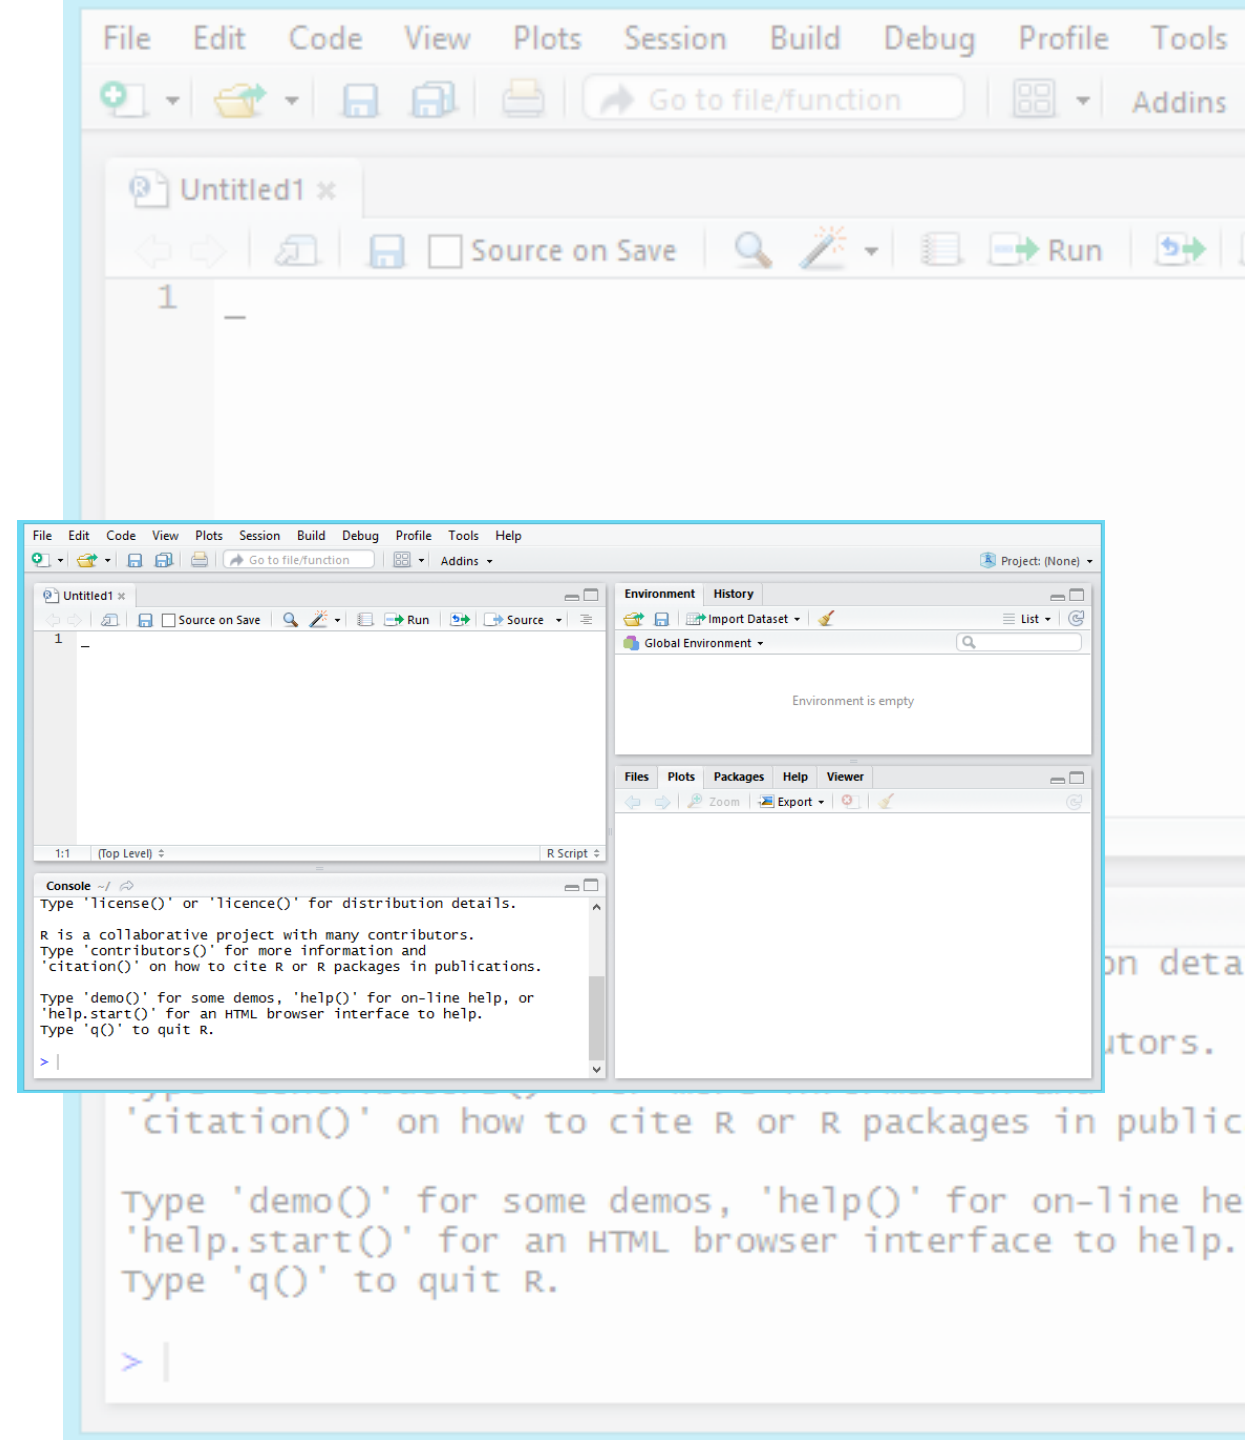 File Edit Code View Plots Session Build Debug Profile Tools
Go to file/function Addins
Untitled1
Source on Save Run
1
File Edit Code View Plots Session Build Debug Profile Tools Help
Go to file/function Addins Project: (None)
Untitled1
Source on Save Run Source
1
1:1 (Top Level) R Script
Console ~/
Type 'license()' or 'licence()' for distribution details.
R is a collaborative project with many contributors.
Type 'contributors()' for more information and
'citation()' on how to cite R or R packages in publications.
Type 'demo()' for some demos, 'help()' for on-line help, or
'help.start()' for an HTML browser interface to help.
Type 'q()' to quit R.
>
Environment History
Import Dataset List
Global Environment
Environment is empty
Files Plots Packages Help Viewer
Zoom Export
on deta
utors.
'citation()' on how to cite R or R packages in public
Type 'demo()' for some demos, 'help()' for on-line he
'help.start()' for an HTML browser interface to help.
Type 'q()' to quit R.
>